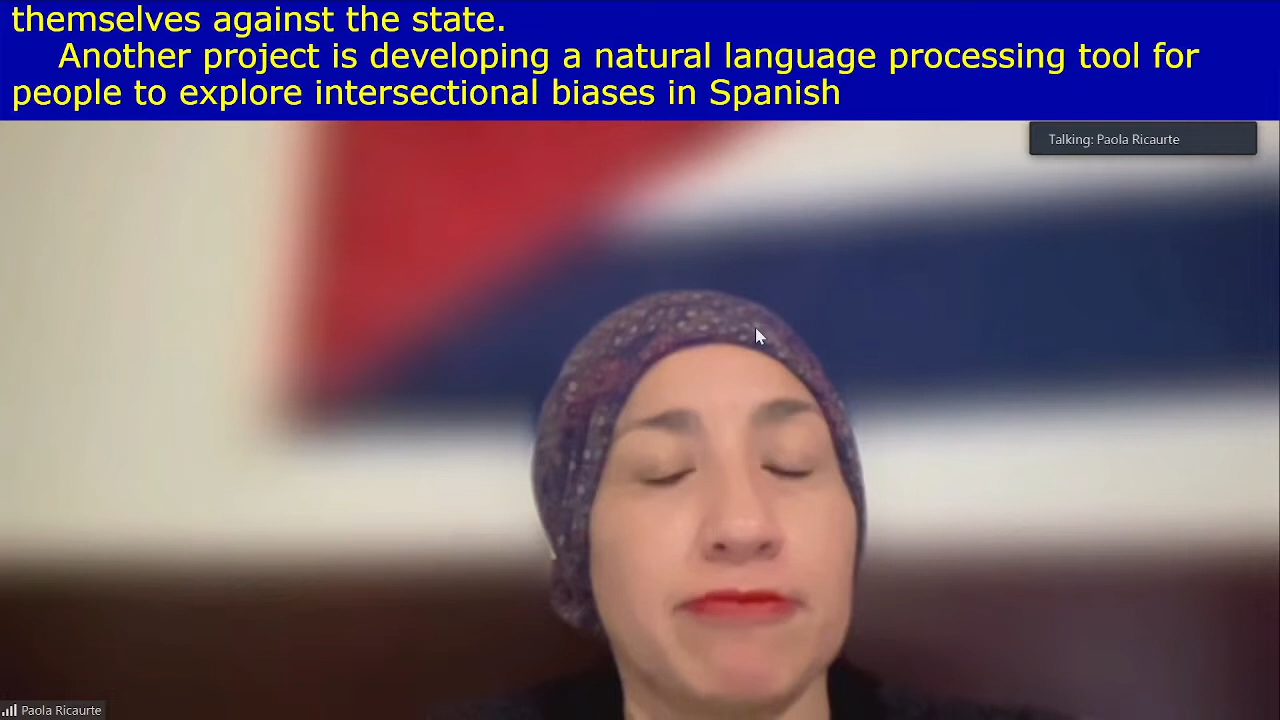 themselves against the state.
Another project is developing a natural language processing tool for
people to explore intersectional biases in Spanish
Talking: Paola Ricaurte
Paola Ricaurte